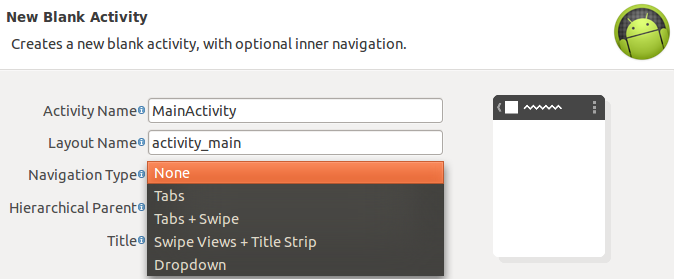 New Blank Activity
Creates a new blank activity, with optional inner navigation.
Activity Name MainActivity
Layout Name activity_main
Navigation Type None
Tabs
Hierarchical Parent Tabs + Swipe
Title Swipe Views + Title Strip
Dropdown